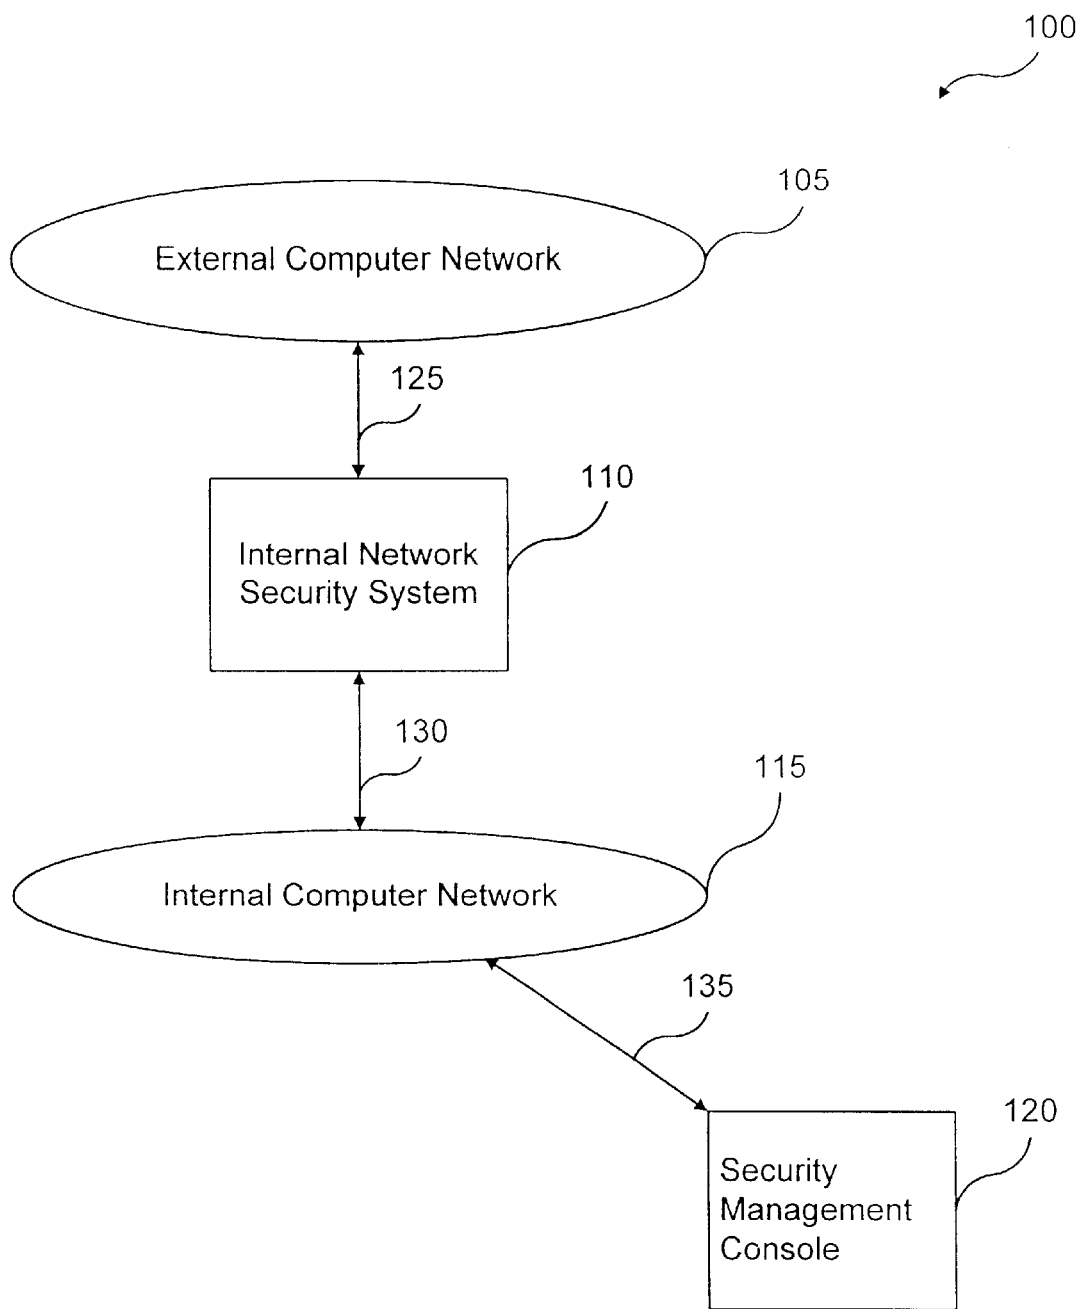 100
105
External Computer Network
125
110
Internal Network
Security System
130
115
Internal Computer Network
135
120
Security
Management
Console